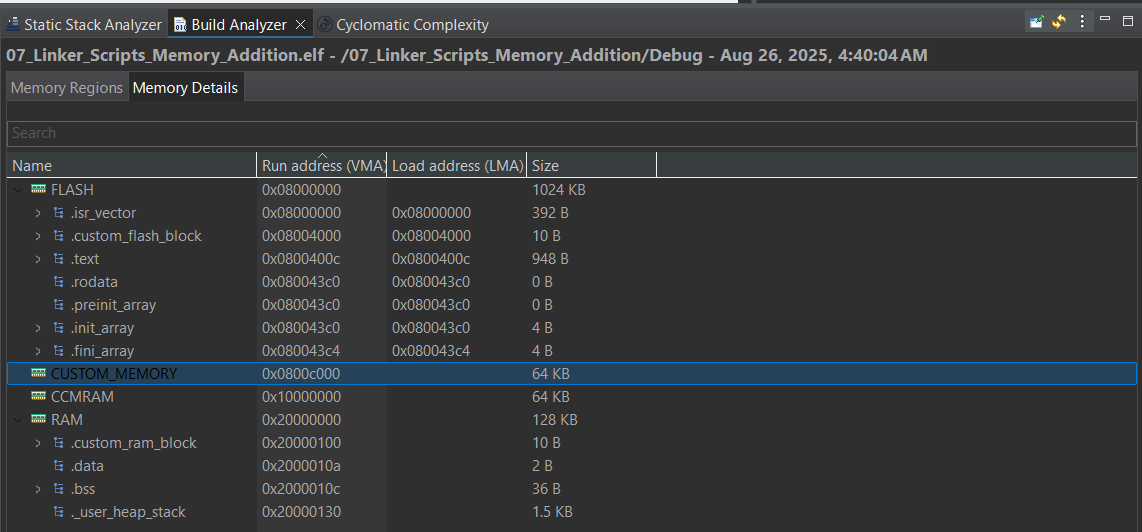 Static Stack Analyzer Build Analyzer × Cyclomatic Complexity
07_Linker_Scripts_Memory_Addition.elf - /07_Linker_Scripts_Memory_Addition/Debug - Aug 26, 2025, 4:40:04 AM
Memory Regions Memory Details
Search
Name Run address (VMA) Load address (LMA) Size
FLASH 0x08000000 1024 KB
.isr_vector 0x08000000 0x08000000 392 B
.custom_flash_block 0x08004000 0x08004000 10 B
.text 0x0800400c 0x0800400c 948 B
.rodata 0x080043c0 0x080043c0 0 B
.preinit_array 0x080043c0 0x080043c0 0 B
.init_array 0x080043c0 0x080043c0 4 B
.fini_array 0x080043c4 0x080043c4 4 B
CUSTOM_MEMORY 0x0800c000 64 KB
CCMRAM 0x10000000 64 KB
RAM 0x20000000 128 KB
.custom_ram_block 0x20000100 10 B
.data 0x2000010a 2 B
.bss 0x2000010c 36 B
._user_heap_stack 0x20000130 1.5 KB